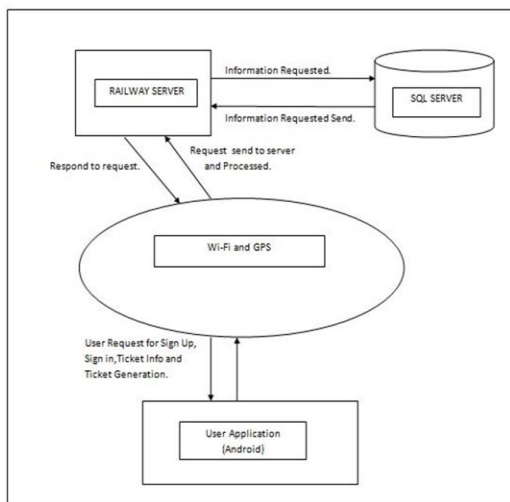 Information Requested.
RAILWAY SERVER
SQL SERVER
Information Requested Send.
Request send to server
and Processed.
Respond to request.
Wi-Fi and GPS
User Request for Sign Up,
Sign in,Ticket Info and
Ticket Generation.
User Application
(Android)